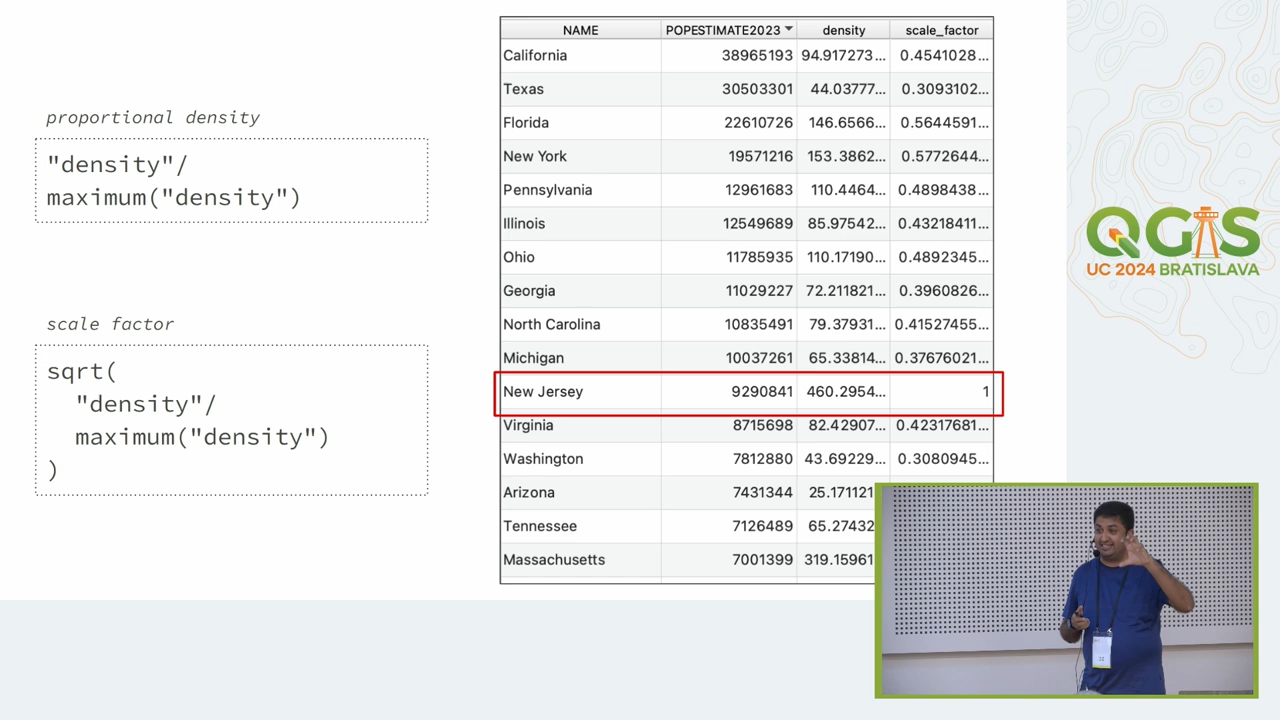 proportional density
"density"/
maximum("density")
scale factor
sqrt(
"density"/
maximum("density")
)
NAME POPESTIMATE2023 density scale_factor
California 38965193 94.917273... 0.4541028...
Texas 30503301 44.03777... 0.3093102...
Florida 22610726 146.6566... 0.5644591...
New York 19571216 153.3862... 0.5772644...
Pennsylvania 12961683 110.4464... 0.4898438...
Illinois 12549689 85.97542... 0.43218411...
Ohio 11785935 110.17190... 0.4892345...
Georgia 11029227 72.211821... 0.3960826...
North Carolina 10835491 79.37931... 0.41527455...
Michigan 10037261 65.33814... 0.37676021...
New Jersey 9290841 460.2954... 1
Virginia 8715698 82.42907... 0.42317681...
Washington 7812880 43.69229... 0.3080945...
Arizona 7431344 25.171121
Tennessee 7126489 65.27432
Massachusetts 7001399 319.15961
QGIS
UC 2024 BRATISLAVA